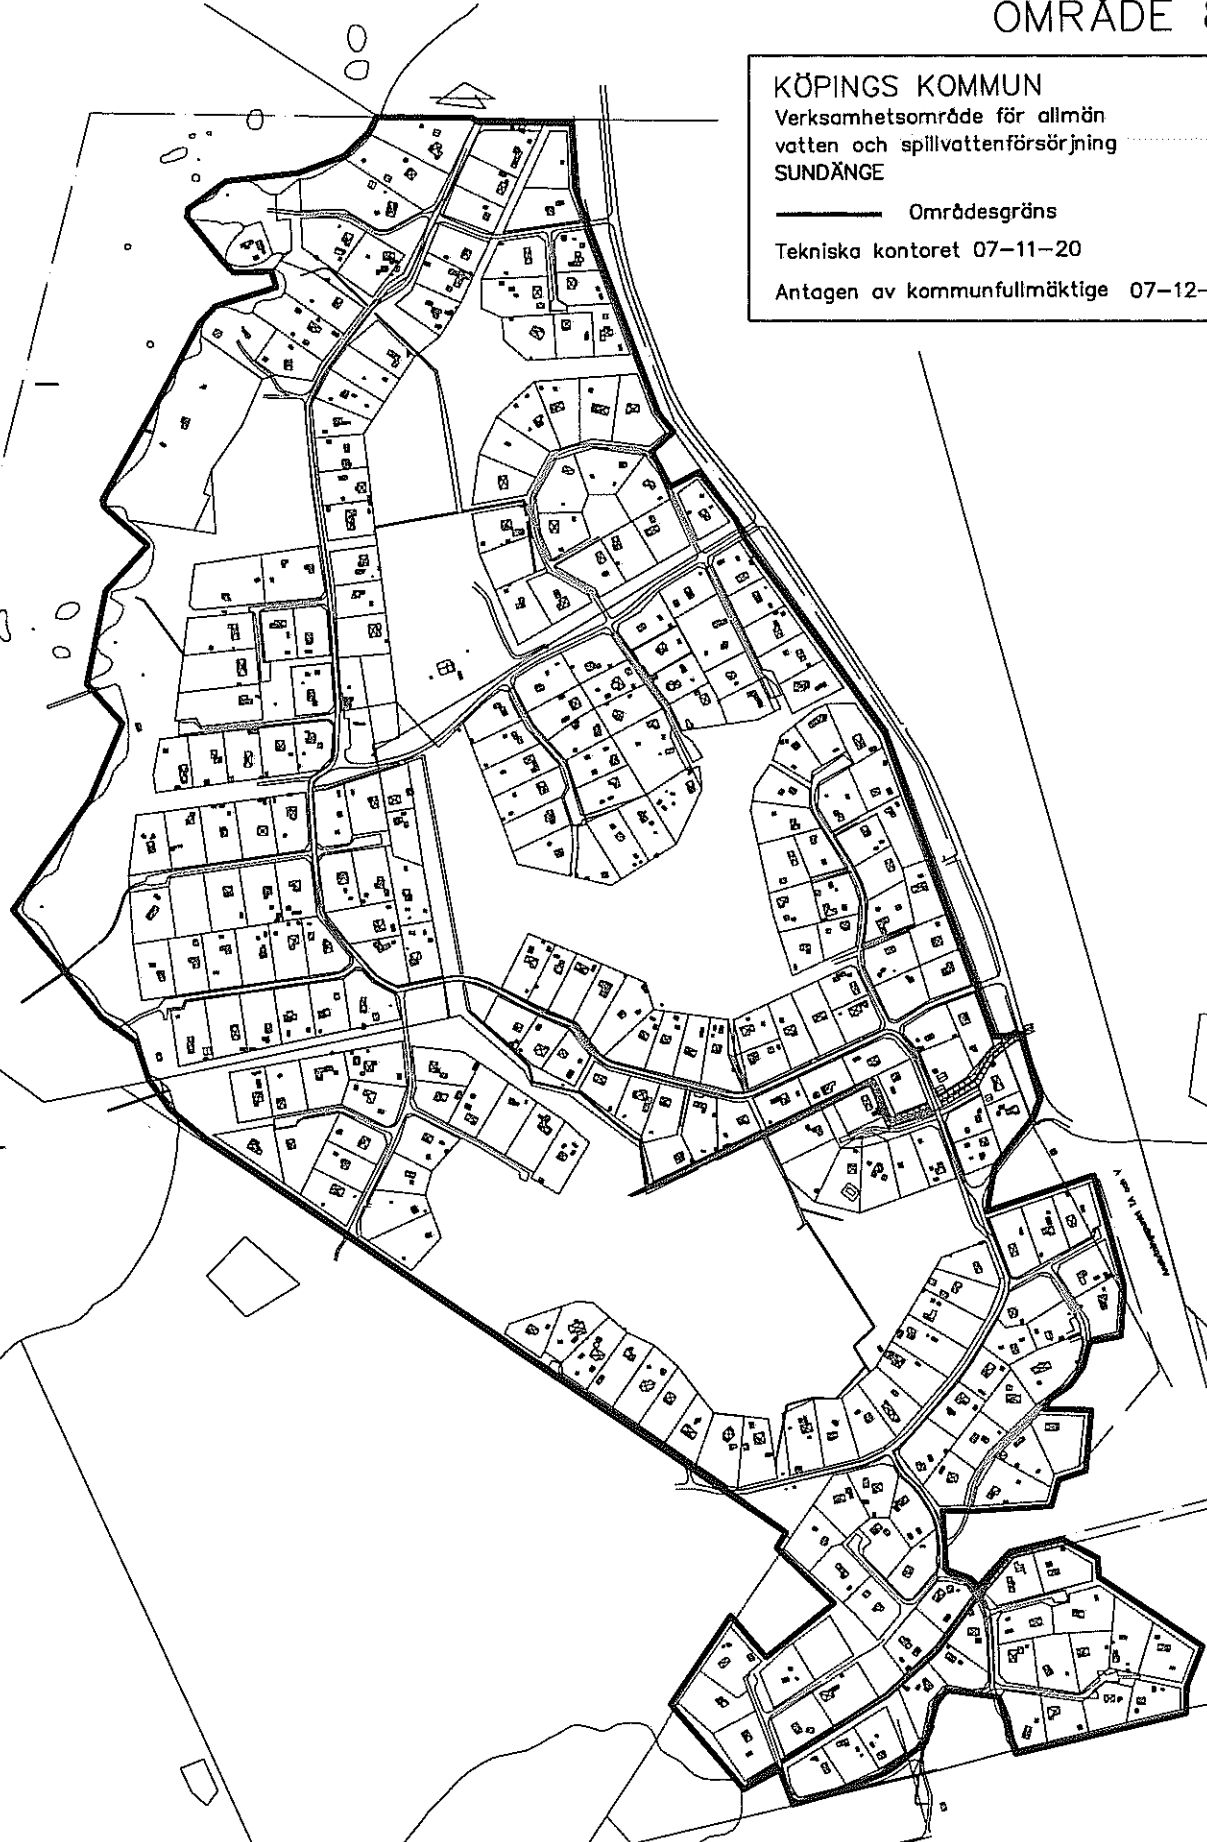 OMRÅDE 8
KÖPINGS KOMMUN
Verksamhetsområde för allmän
vatten och spillvattenförsörjning
SUNDÄNGE
Områdesgräns
Tekniska kontoret 07-11-20
Antagen av kommunfullmäktige 07-12-